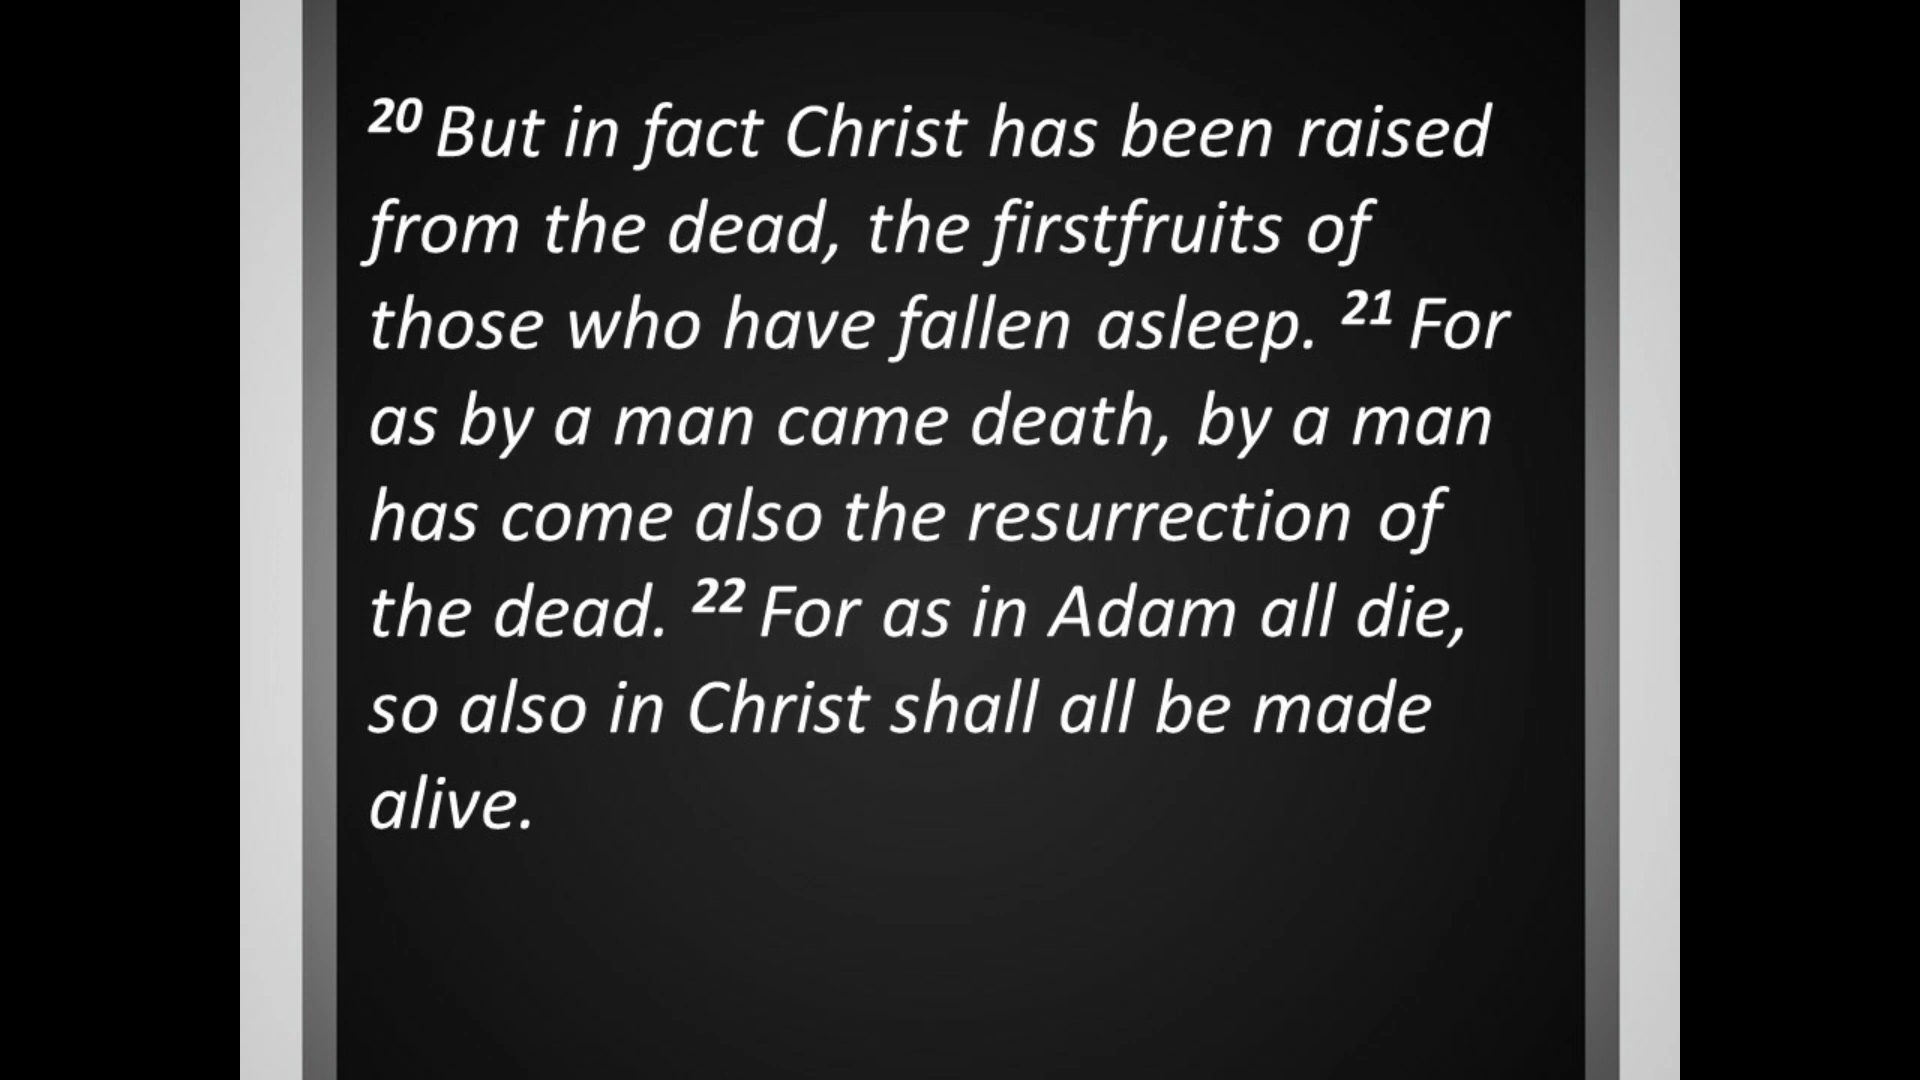 20 But in fact Christ has been raised
from the dead, the firstfruits of
those who have fallen asleep. 21 For
as by a man came death, by a man
has come also the resurrection of
the dead. 22 For as in Adam all die,
so also in Christ shall all be made
alive.